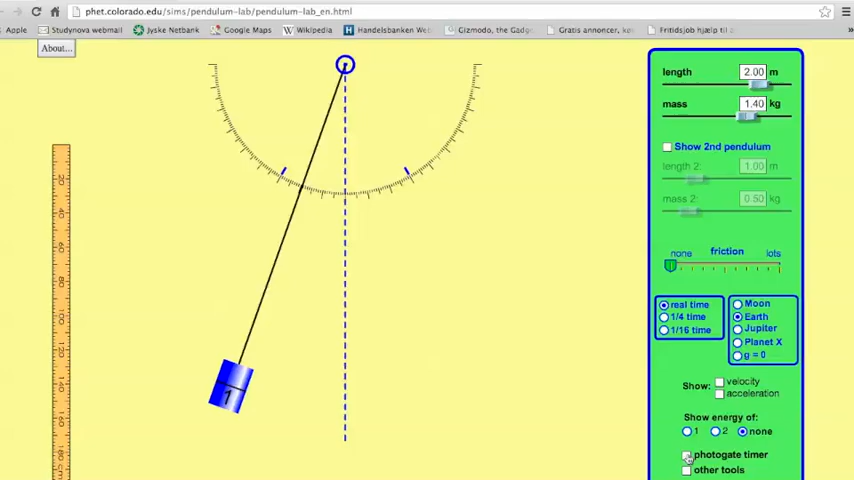 phet.colorado.edu/sims/pendulum-lab/pendulum-lab_en.html
Apple Studynova webmail Jyske Netbank Google Maps Wikipedia Handelsbanken Web Gizmodo, the Gadg Gratis annoncer, kør Fritidsjob hjælp til
About...
length 2.00 m
mass 1.40 kg
Show 2nd pendulum
length 2: 1.00 m
mass 2: 0.50 kg
none friction lots
real time
1/4 time
1/16 time
Moon
Earth
Jupiter
Planet X
g = 0
Show: velocity
acceleration
Show energy of:
1 2 none
photogate timer
other tools
1